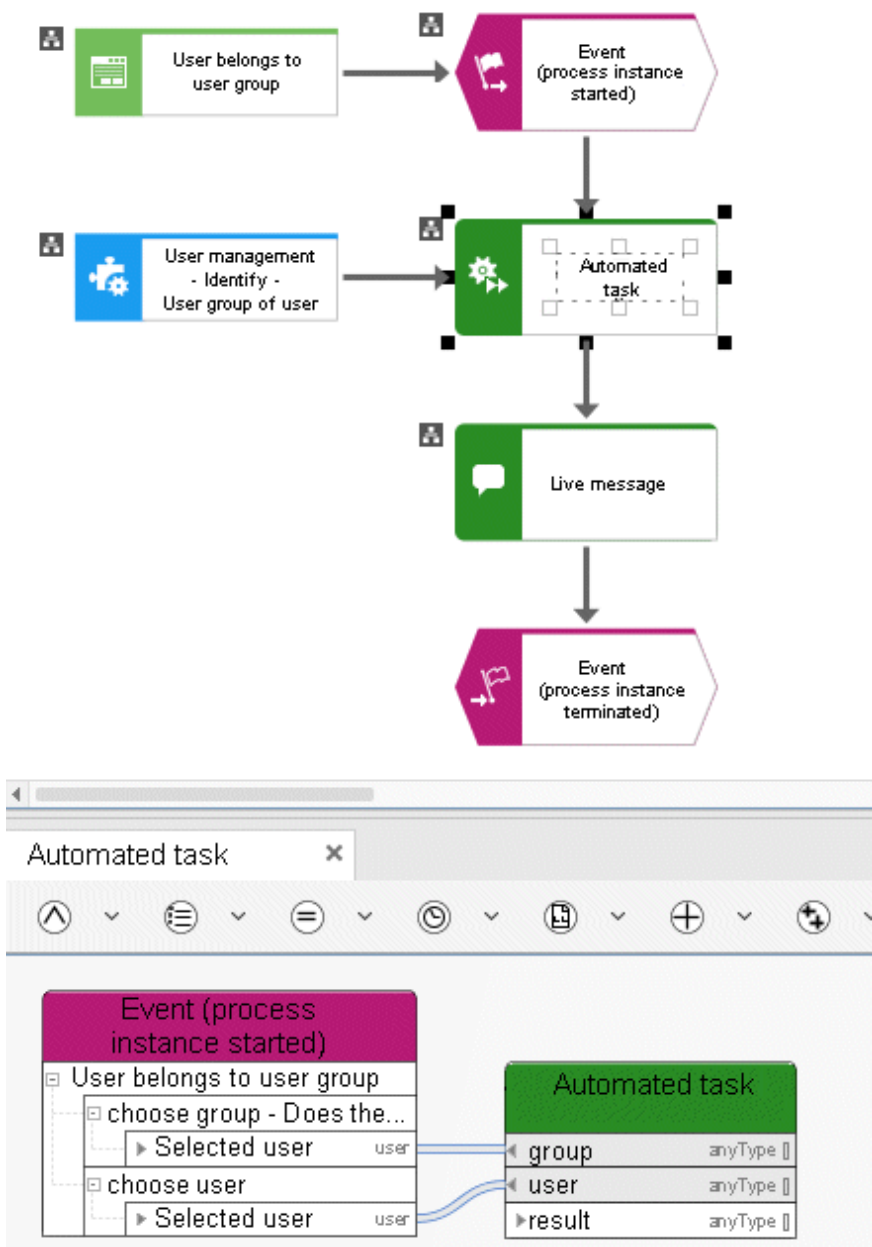 User belongs to
user group
Event
(process instance
started)
User management
- Identify -
User group of user
Automated
task
Live message
Event
(process instance
terminated)
Automated task
Event (process
instance started)
User belongs to user group
choose group - Does the...
Selected user user
choose user
Selected user user
Automated task
group anyType []
user anyType []
result anyType []